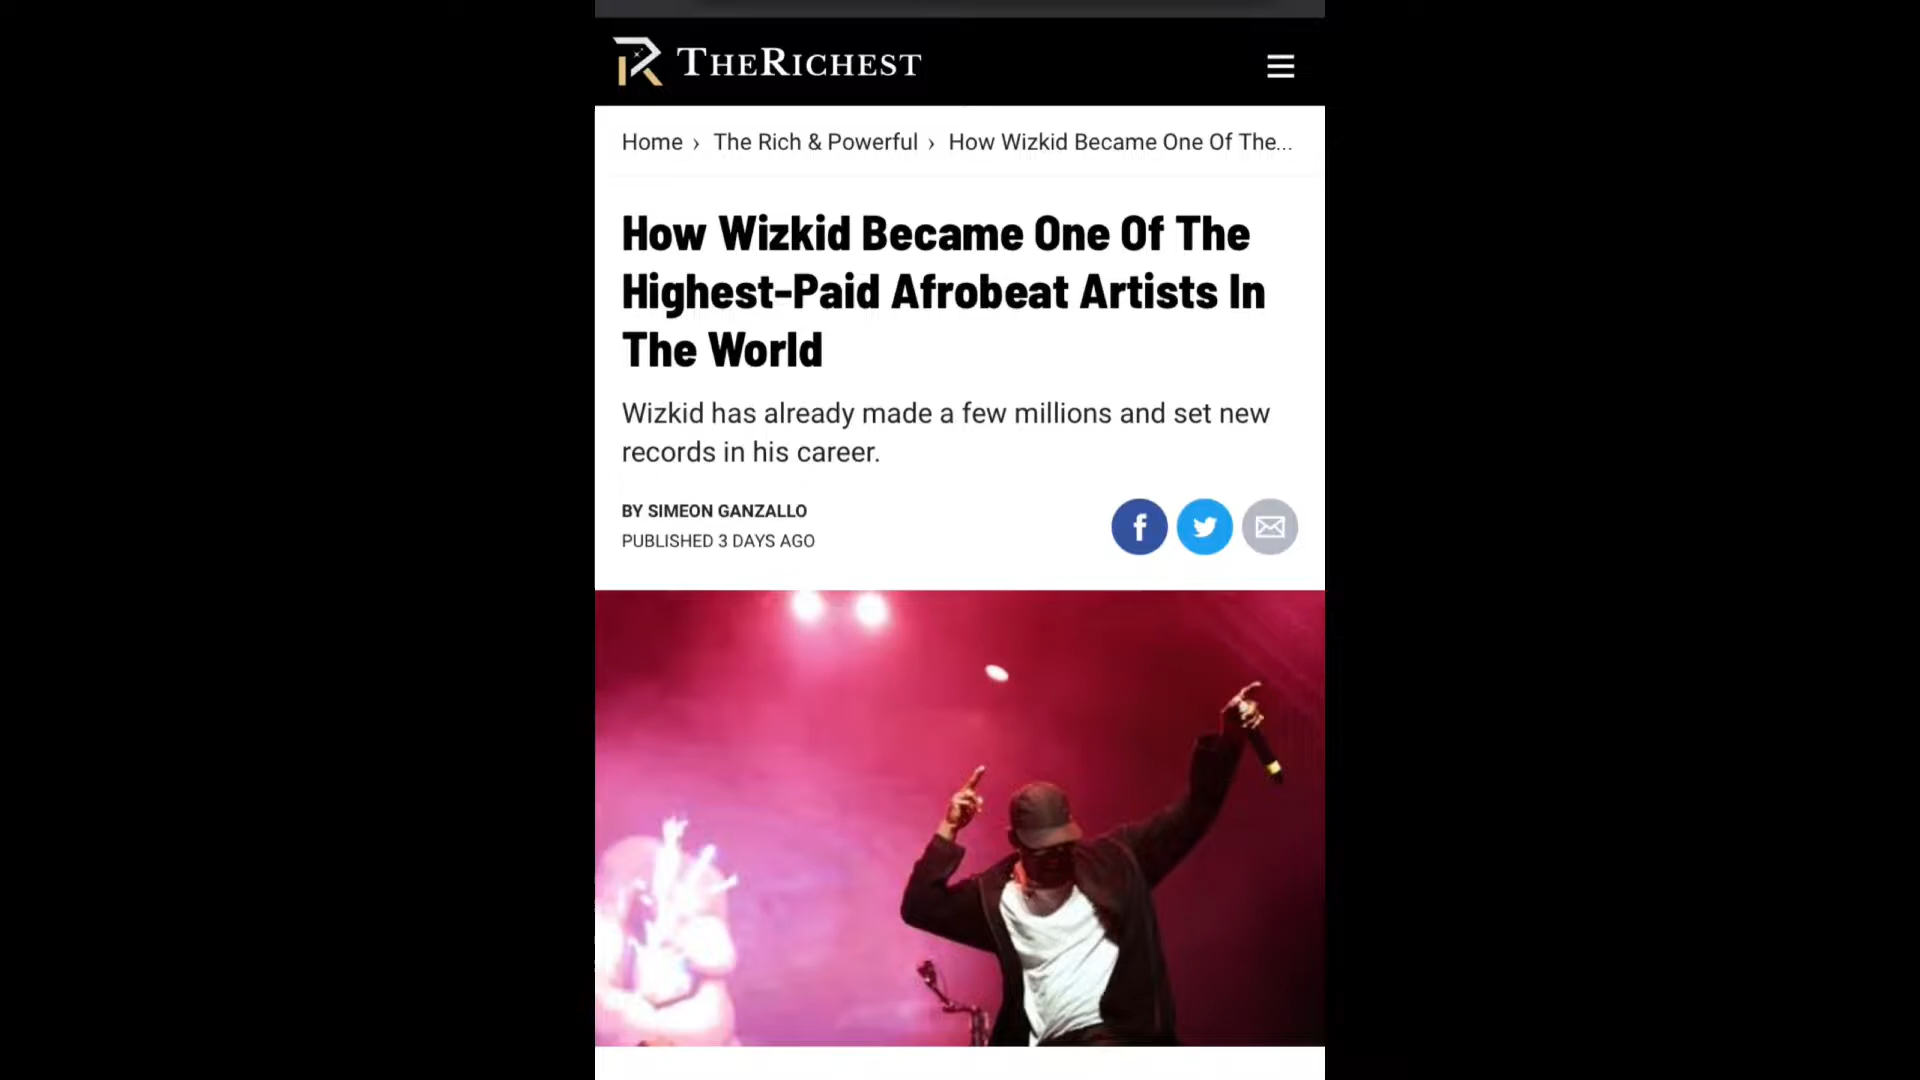 THERICHEST
Home › The Rich & Powerful › How Wizkid Became One Of The...
How Wizkid Became One Of The
Highest-Paid Afrobeat Artists In
The World
Wizkid has already made a few millions and set new
records in his career.
BY SIMEON GANZALLO
PUBLISHED 3 DAYS AGO